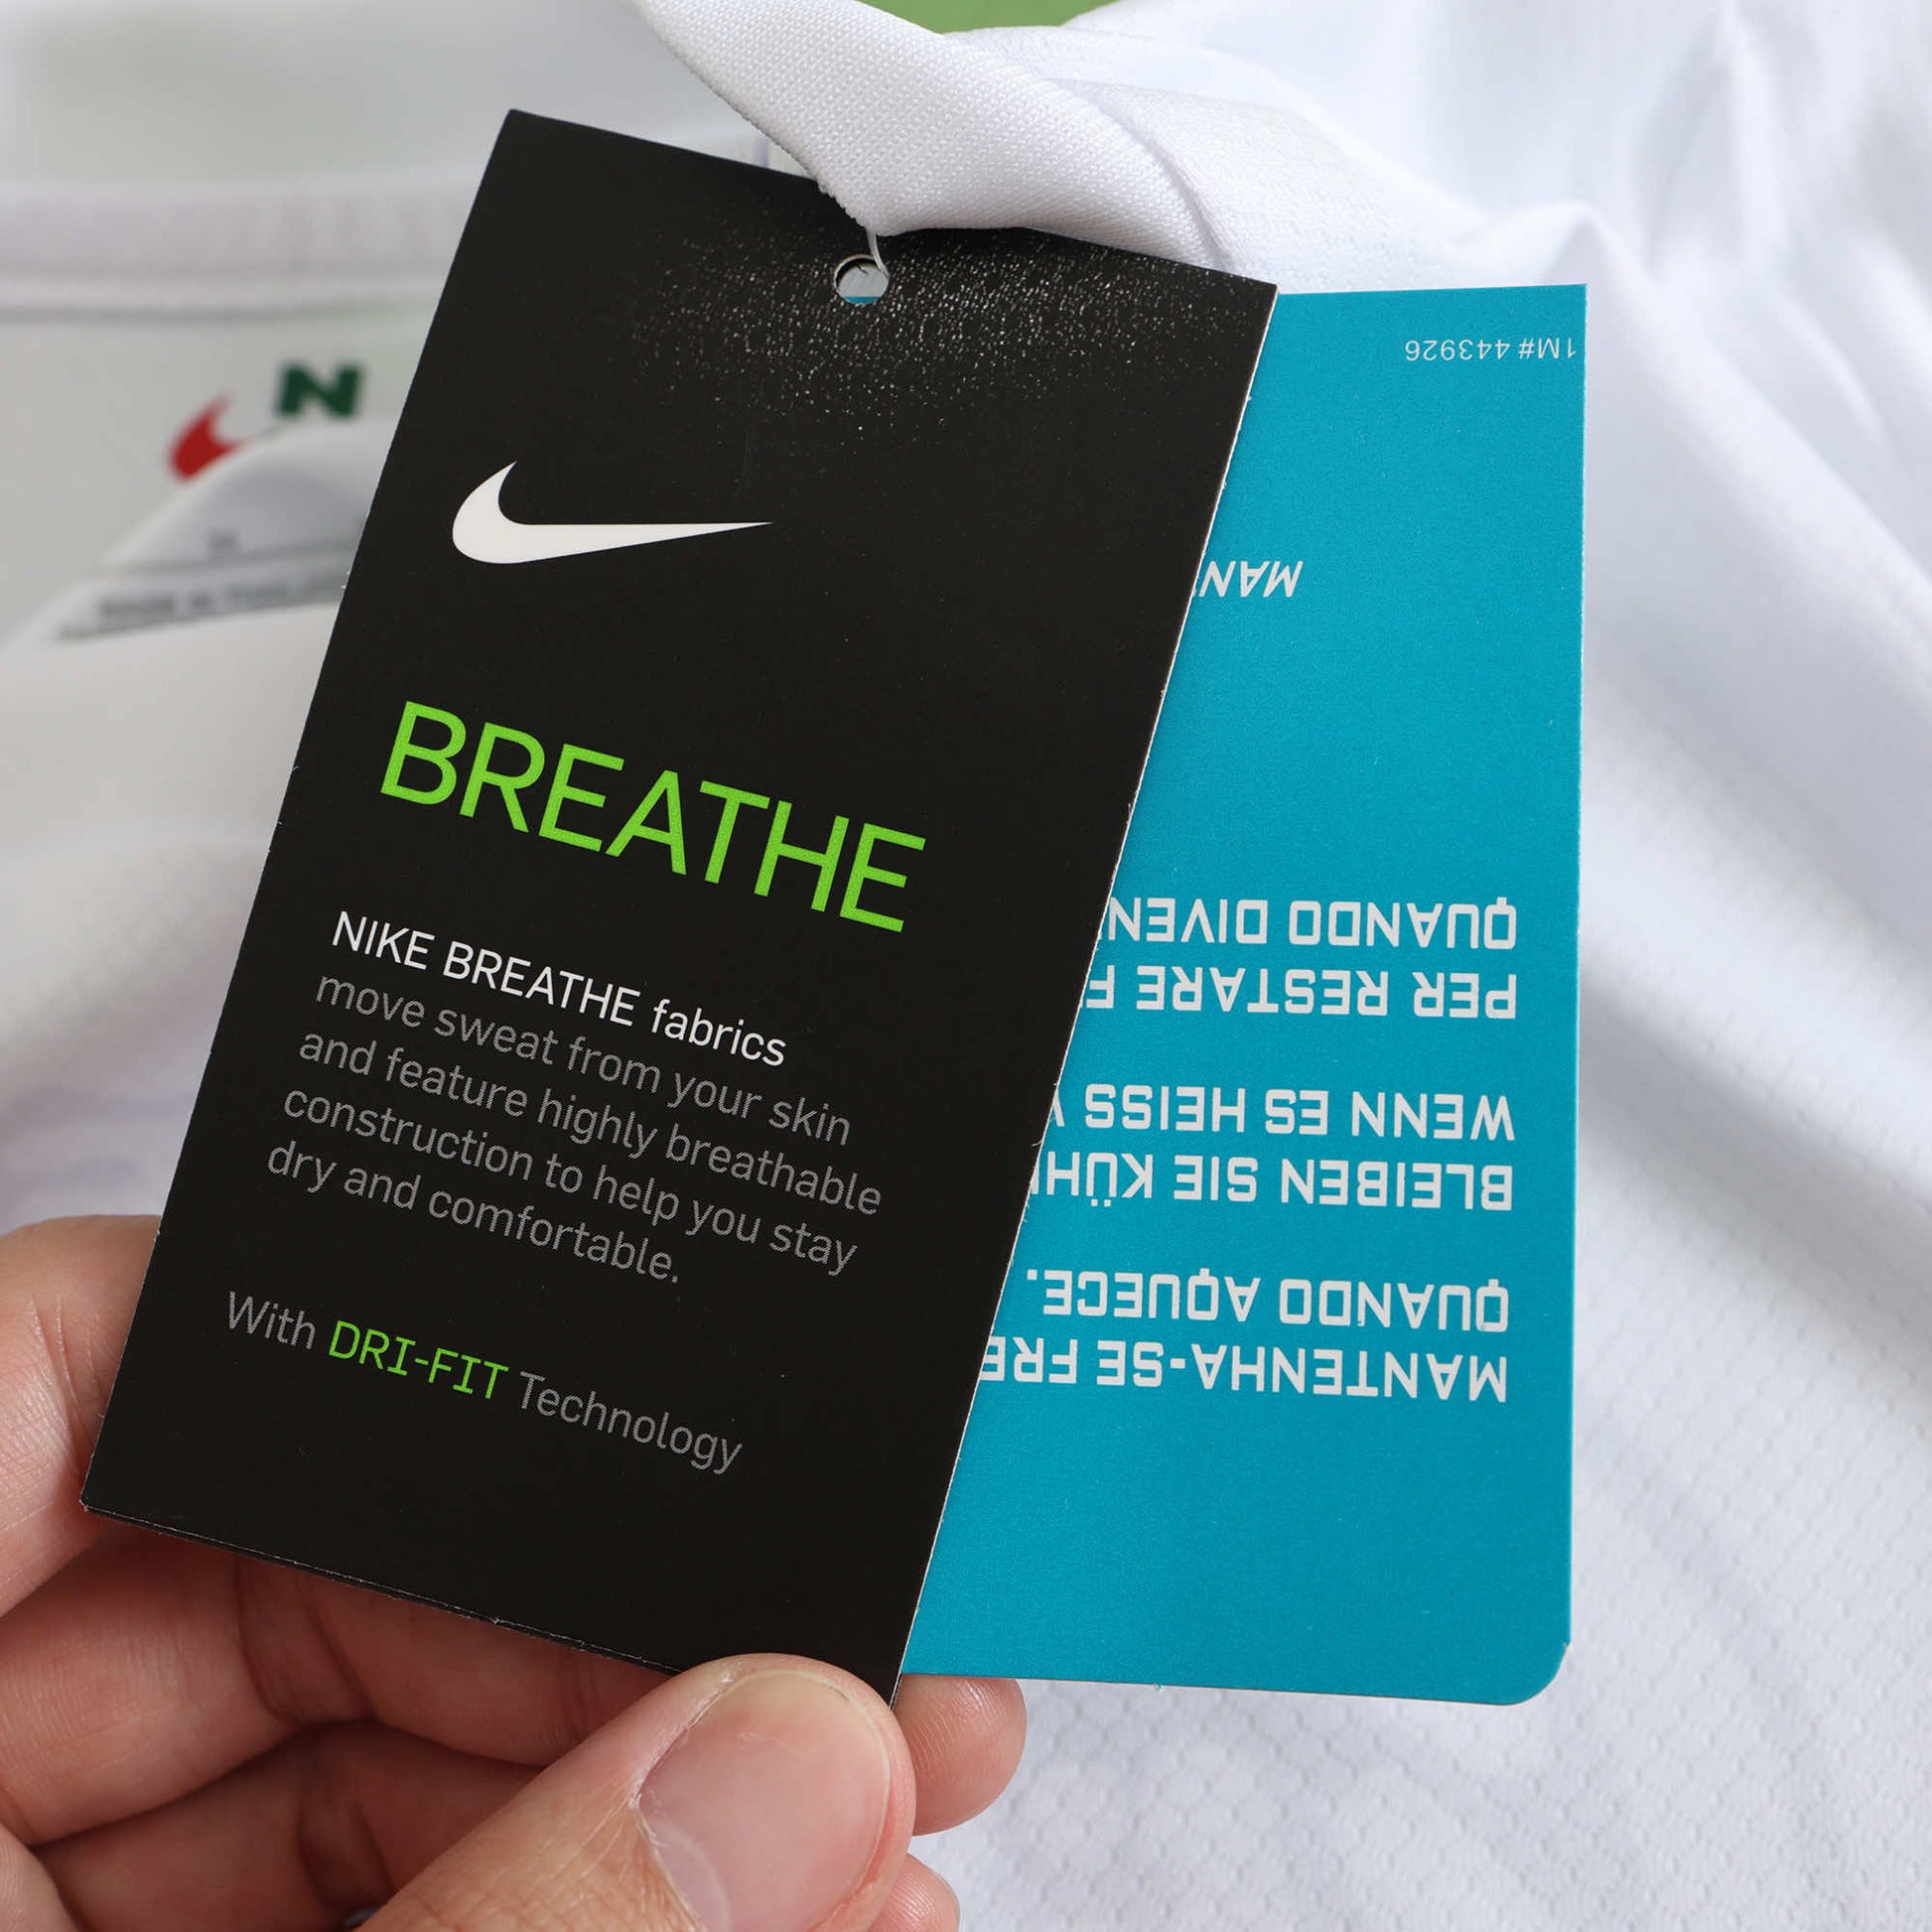 BREATHE
NIKE BREATHE fabrics
move sweat from your skin
and feature highly breathable
construction to help you stay
dry and comfortable.
With DRI-FIT Technology
MANTENHA-SE FRE
QUANDO AQUECE.
BLEIBEN SIE KÜH
WENN ES HEISS
PER RESTARE F
QUANDO DIVEN
MAN
1M# 443926
N